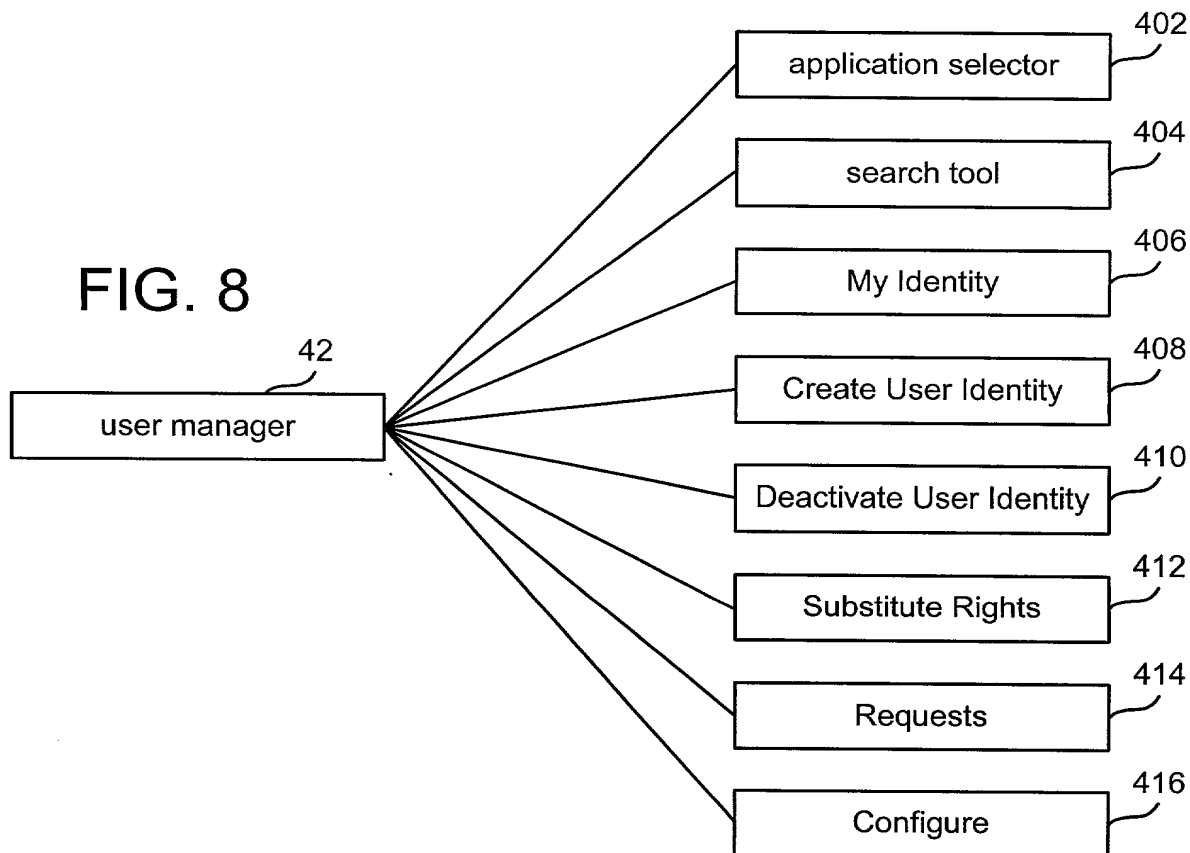 402
application selector
404
search tool
406
My Identity
FIG. 8
408
Create User Identity
42
user manager
410
Deactivate User Identity
412
Substitute Rights
414
Requests
416
Configure